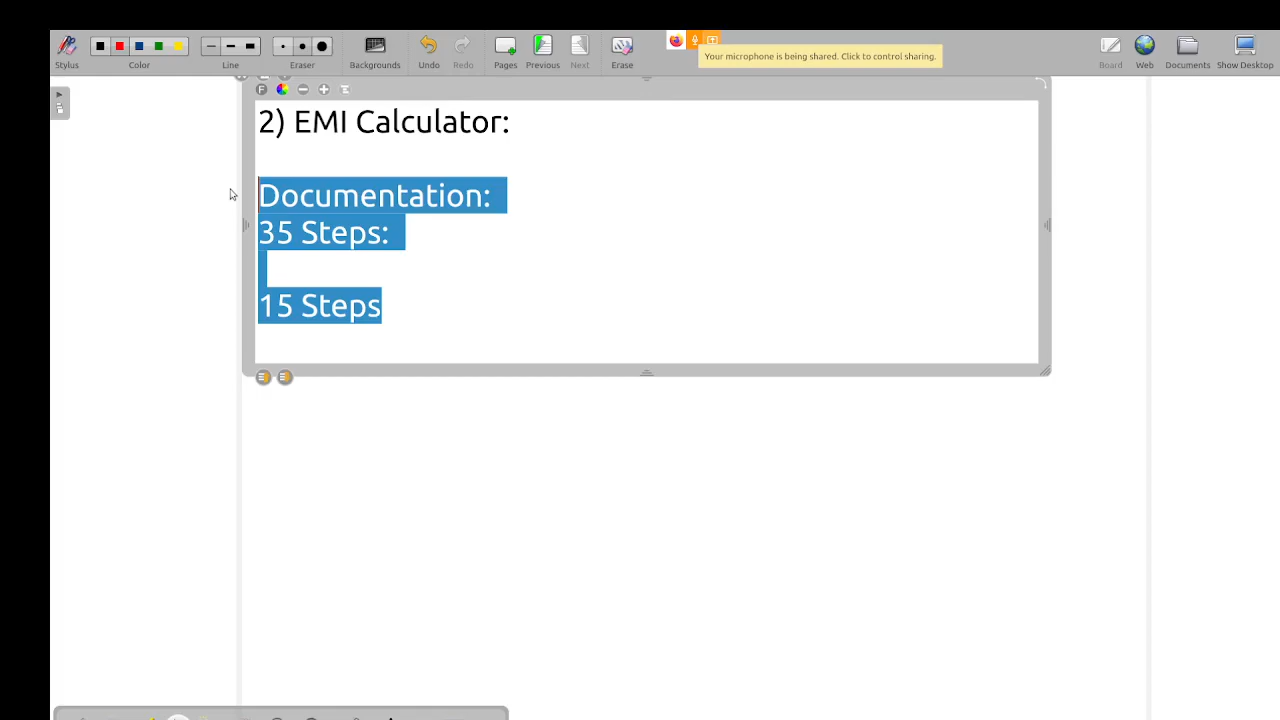 Stylus
Color
Line
Eraser
Backgrounds
Undo
Redo
Pages
Previous
Next
Erase
Your microphone is being shared. Click to control sharing.
Board
Web
Documents
Show Desktop
F
2) EMI Calculator:
Documentation:
35 Steps:
15 Steps